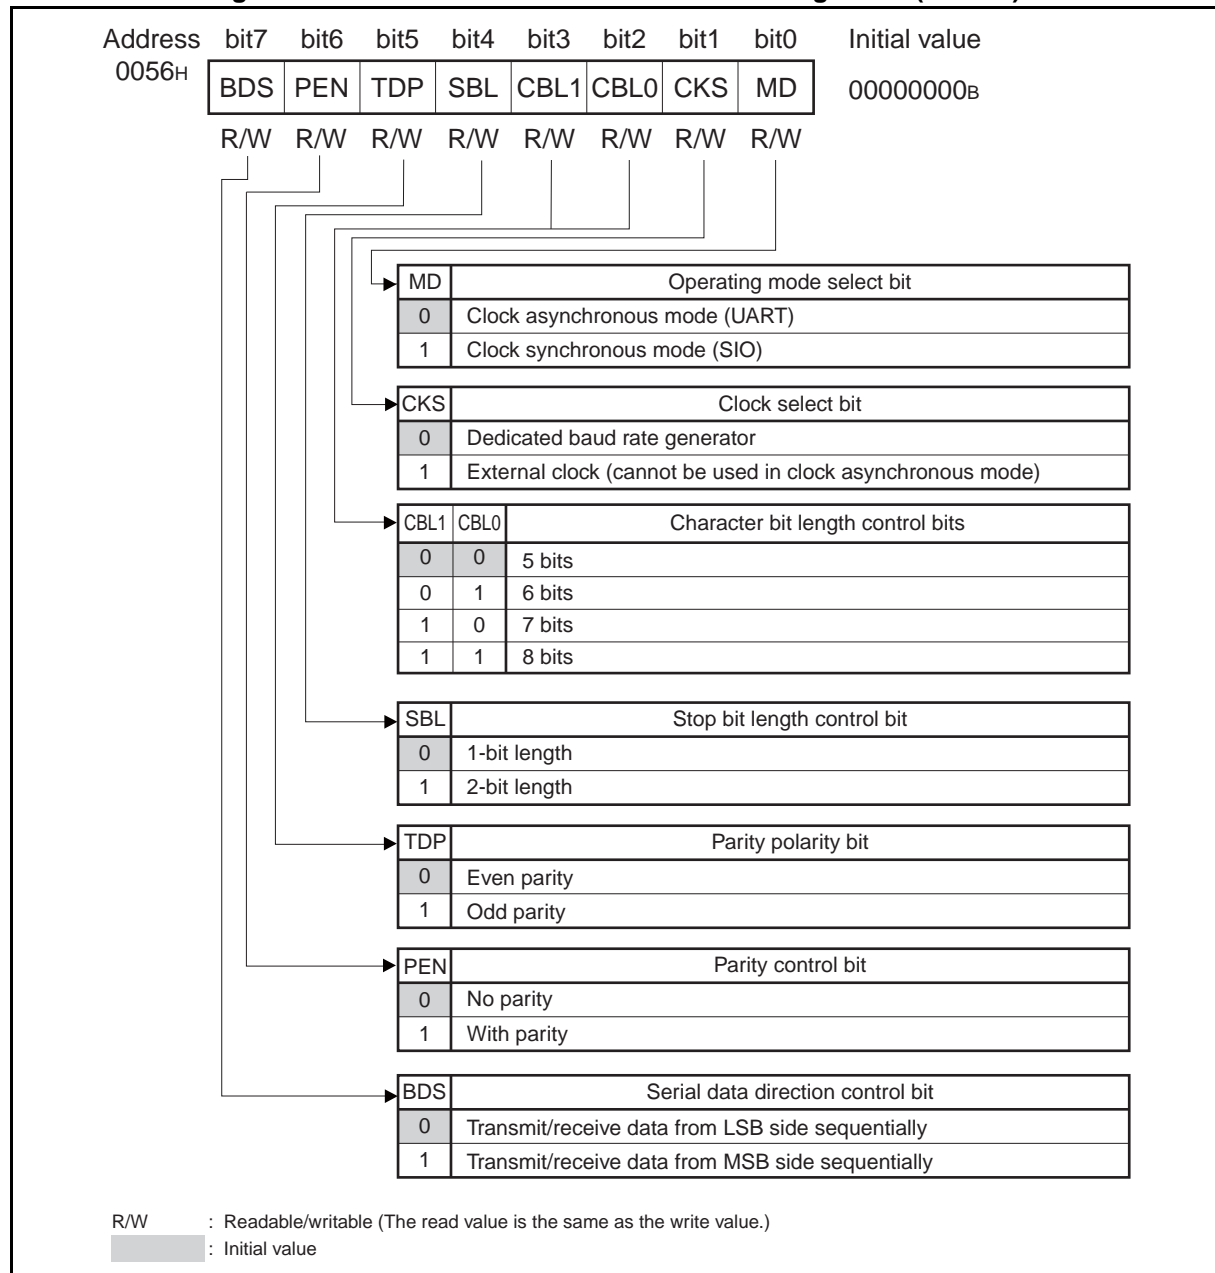 Address bit7 bit6 bit5 bit4 bit3 bit2 bit1 bit0 Initial value
0056H BDS PEN TDP SBL CBL1 CBL0 CKS MD 00000000B
R/W R/W R/W R/W R/W R/W R/W R/W
MD Operating mode select bit
0 Clock asynchronous mode (UART)
1 Clock synchronous mode (SIO)
CKS Clock select bit
0 Dedicated baud rate generator
1 External clock (cannot be used in clock asynchronous mode)
CBL1 CBL0 Character bit length control bits
0 0 5 bits
0 1 6 bits
1 0 7 bits
1 1 8 bits
SBL Stop bit length control bit
0 1-bit length
1 2-bit length
TDP Parity polarity bit
0 Even parity
1 Odd parity
PEN Parity control bit
0 No parity
1 With parity
BDS Serial data direction control bit
0 Transmit/receive data from LSB side sequentially
1 Transmit/receive data from MSB side sequentially
R/W : Readable/writable (The read value is the same as the write value.)
: Initial value